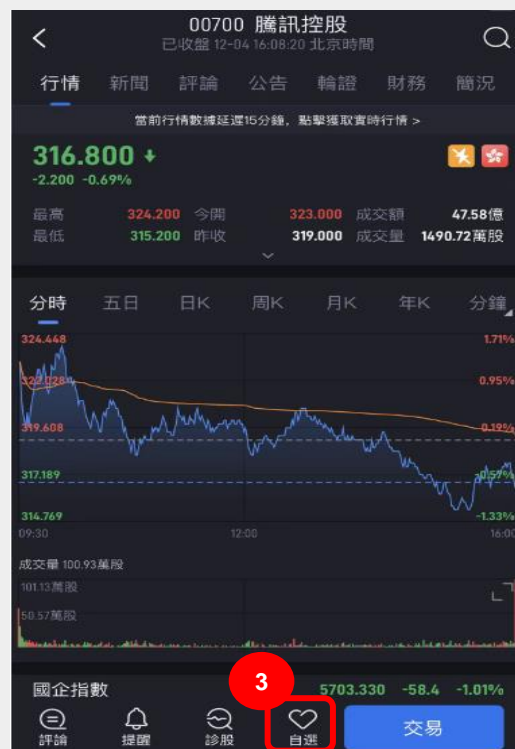 00700 騰訊控股
已收盤 12-04 16:08:20 北京時間
行情 新聞 評論 公告 輪證 財務 簡況
當前行情數據延遲15分鐘，點擊獲取實時行情 >
316.800
-2.200 -0.69%
最高 324.200 今開 323.000 成交額 47.58億
最低 315.200 昨收 319.000 成交量 1490.72萬股
分時 五日 日K 周K 月K 年K 分鐘
324.448 1.71%
322.028 0.95%
319.608 0.19%
317.189 -0.57%
314.769 -1.33%
09:30 12:00 16:00
成交量 100.93萬股
101.13萬股
50.57萬股
國企指數 5703.330 -58.4 -1.01%
3
評論 提醒 診股 自選 交易